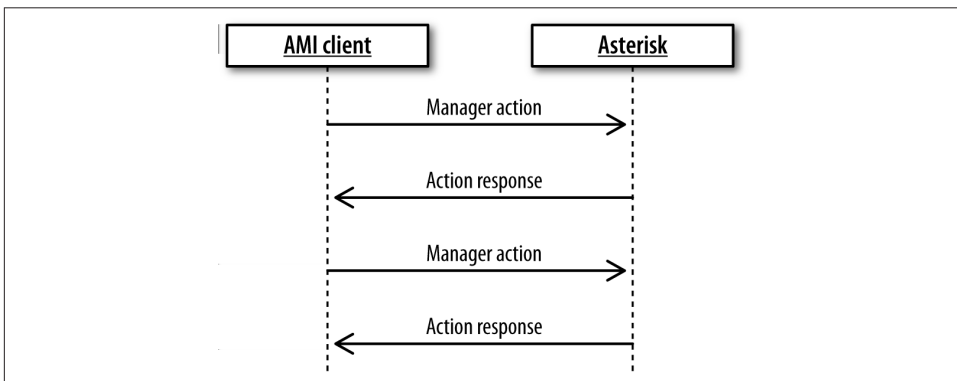 AMI client
Asterisk
Manager action
Action response
Manager action
Action response